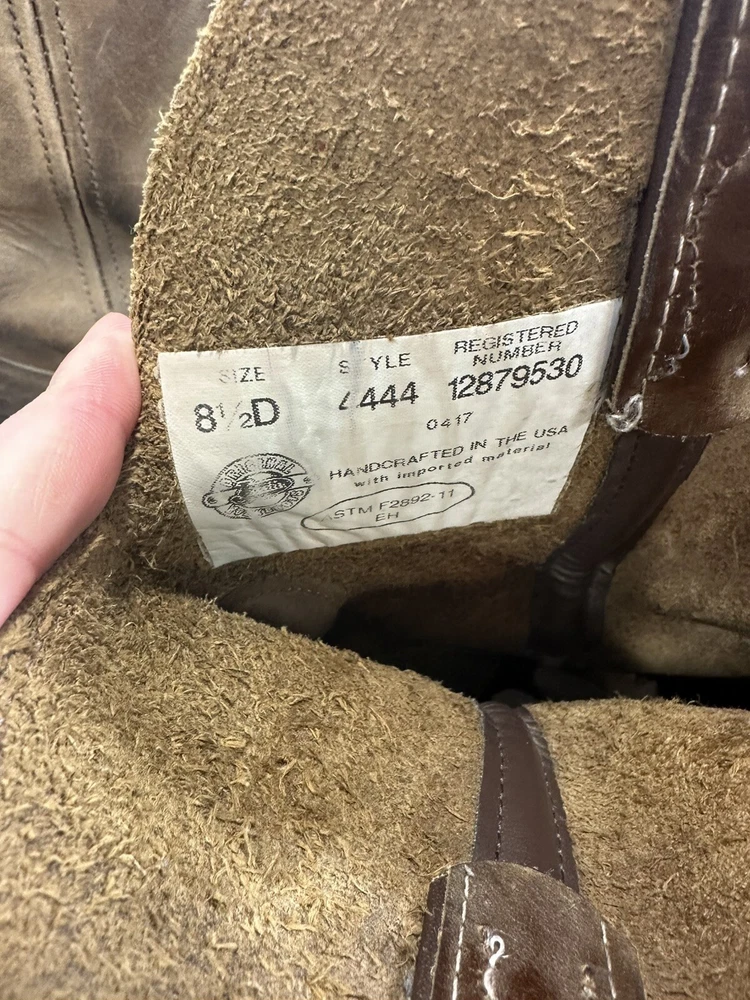 SIZE STYLE REGISTERED
NUMBER
8½D 4444 12879530
0417
HANDCRAFTED IN THE USA
with imported material
ORIGINAL
ASTM F2892-11
EH